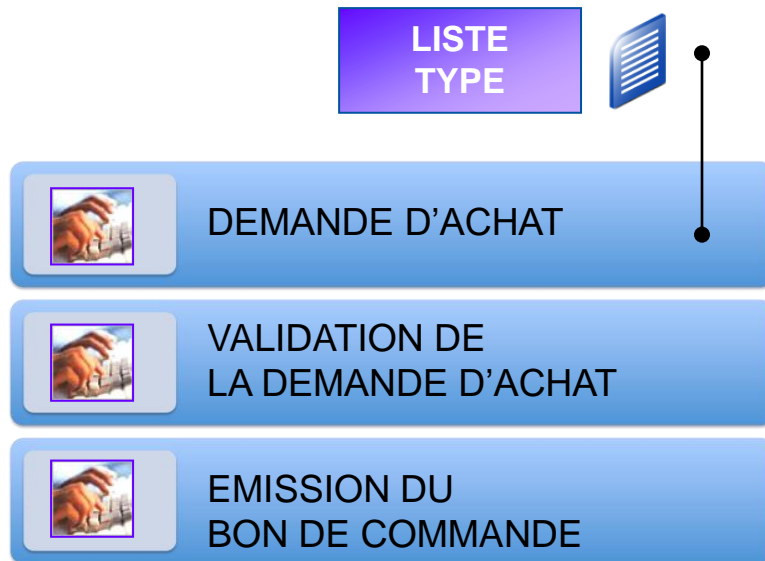 LISTE
TYPE
DEMANDE D’ACHAT
VALIDATION DE
LA DEMANDE D’ACHAT
EMISSION DU
BON DE COMMANDE